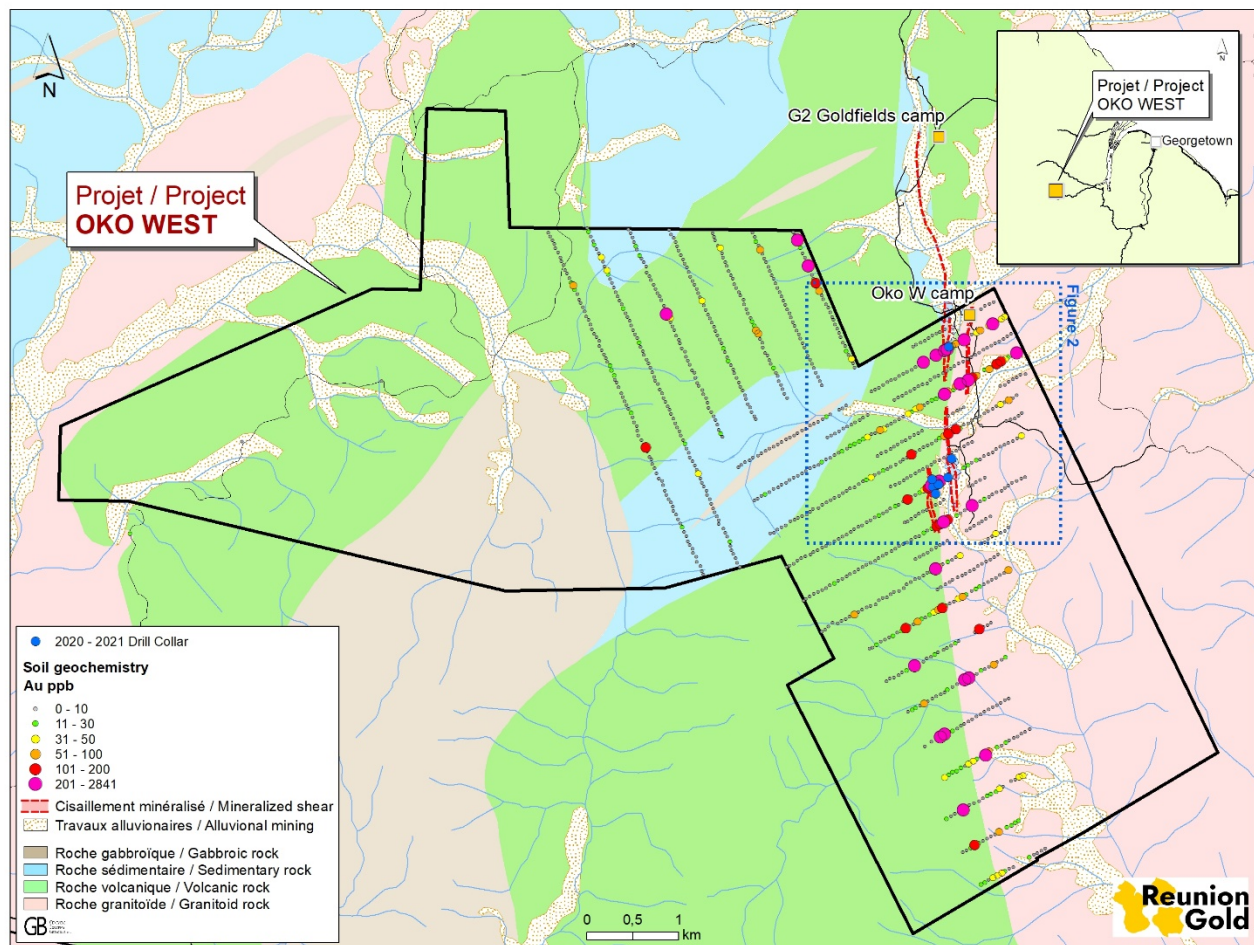 N
G2 Goldfields camp
Projet / Project
OKO WEST
Georgetown
Projet / Project
OKO WEST
Oko W camp
Figure 2
2020 - 2021 Drill Collar
Soil geochemistry
Au ppb
0 - 10
11 - 30
31 - 50
51 - 100
101 - 200
201 - 2841
Cisaillement minéralisé / Mineralized shear
Travaux alluvionaires / Alluvional mining
Roche gabbroïque / Gabbroic rock
Roche sédimentaire / Sedimentary rock
Roche volcanique / Volcanic rock
Roche granitoïde / Granitoid rock
GB
0 0,5 1
km
Reunion
Gold